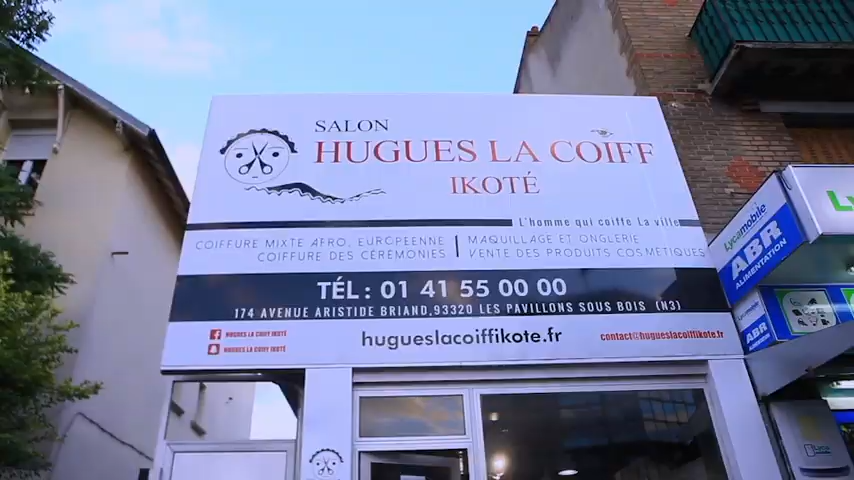 SALON
HUGUES LA COIFF
IKOTÉ
L'homme qui coiffe La ville
COIFFURE MIXTE AFRO, EUROPEENNE
COIFFURE DES CÉREMONIES
MAQUILLAGE ET ONGLERIE
VENTE DES PRODUITS COSMETIQUES
TÉL : 01 41 55 00 00
174 AVENUE ARISTIDE BRIAND,93320 LES PAVILLONS SOUS BOIS (N3)
HUGUES LA COIFF IKOTÉ
HUGUES LA COIFF IKOTÉ
hugueslacoiffikote.fr
contact@hugueslacoiffikote.fr
Lycamobile
ABR
ALIMENTATION
Ly
ABR